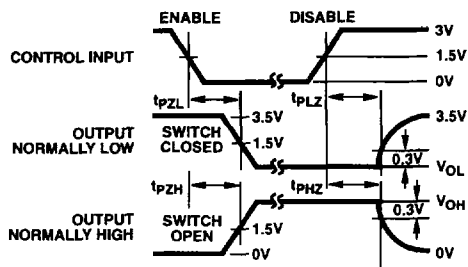 ENABLE DISABLE
3V
CONTROL INPUT 1.5V
0V
tPZL tPLZ
3.5V 3.5V
OUTPUT NORMALLY LOW
SWITCH CLOSED
1.5V 0.3V
VOL
tPZH tPHZ
VOH
OUTPUT NORMALLY HIGH
SWITCH OPEN
0.3V
1.5V
0V 0V